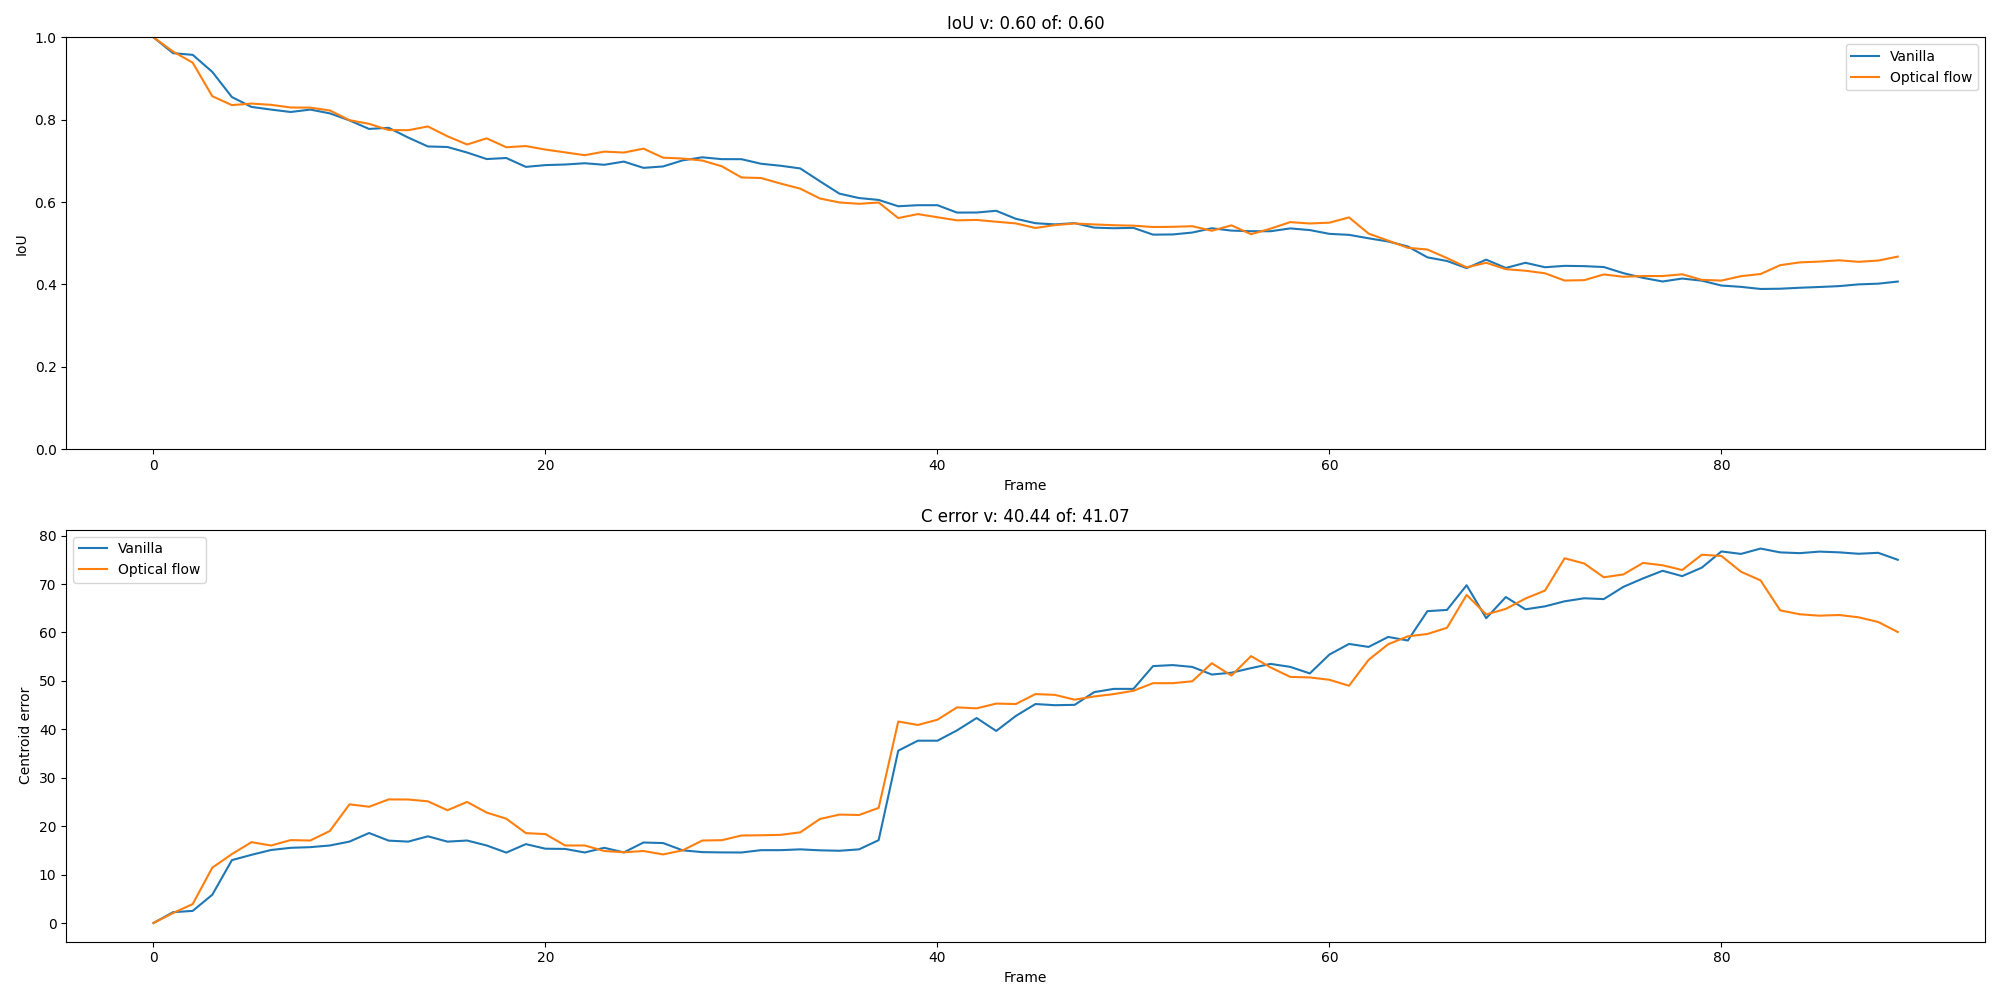 IoU v: 0.60 of: 0.60
1.0
0.8
0.6
0.4
0.2
0.0
IoU
Vanilla
Optical flow
0 20 40 60 80
Frame
C error v: 40.44 of: 41.07
80
70
60
50
40
30
20
10
0
Centroid error
Vanilla
Optical flow
0 20 40 60 80
Frame